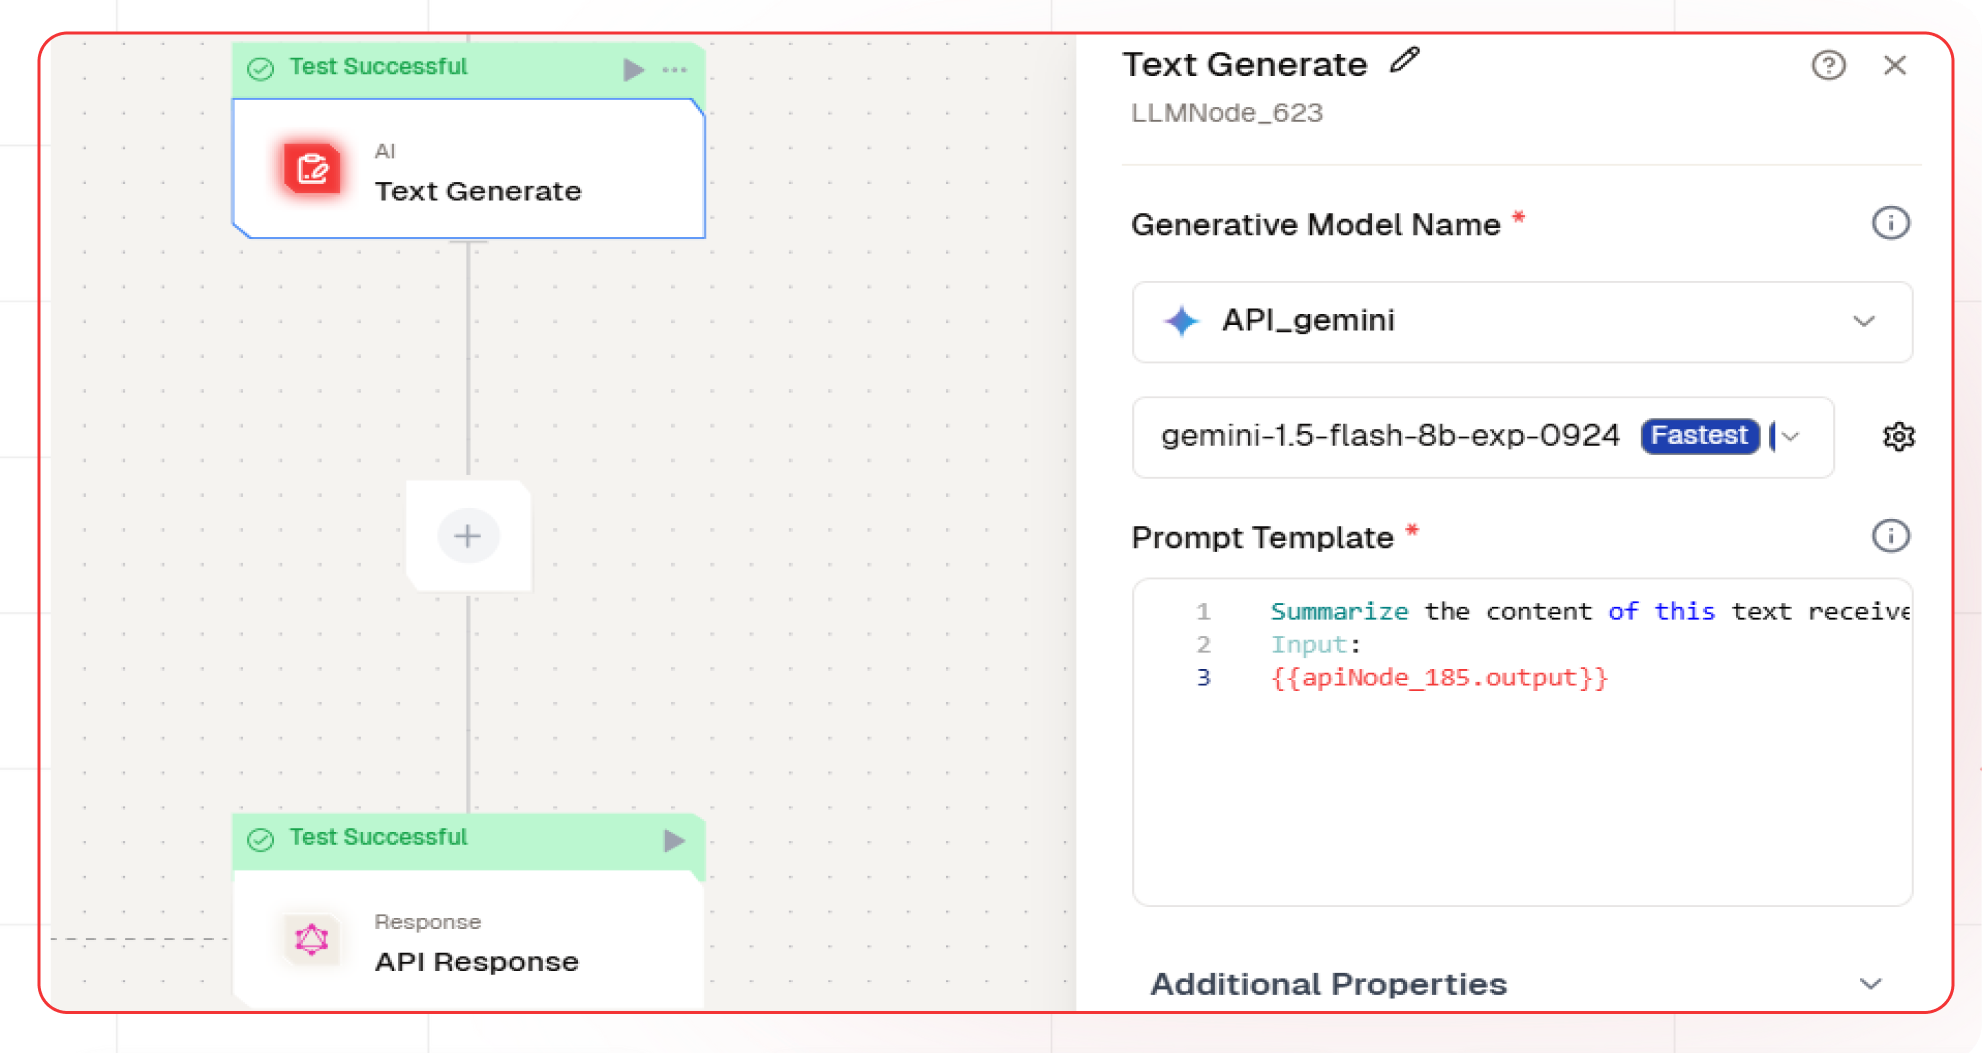 Test Successful
AI
Text Generate
Test Successful
Response
API Response
Text Generate
LLMNode_623
Generative Model Name *
API_gemini
gemini-1.5-flash-8b-exp-0924 Fastest
Prompt Template *
1 Summarize the content of this text receive
2 Input:
3 {{apiNode_185.output}}
Additional Properties